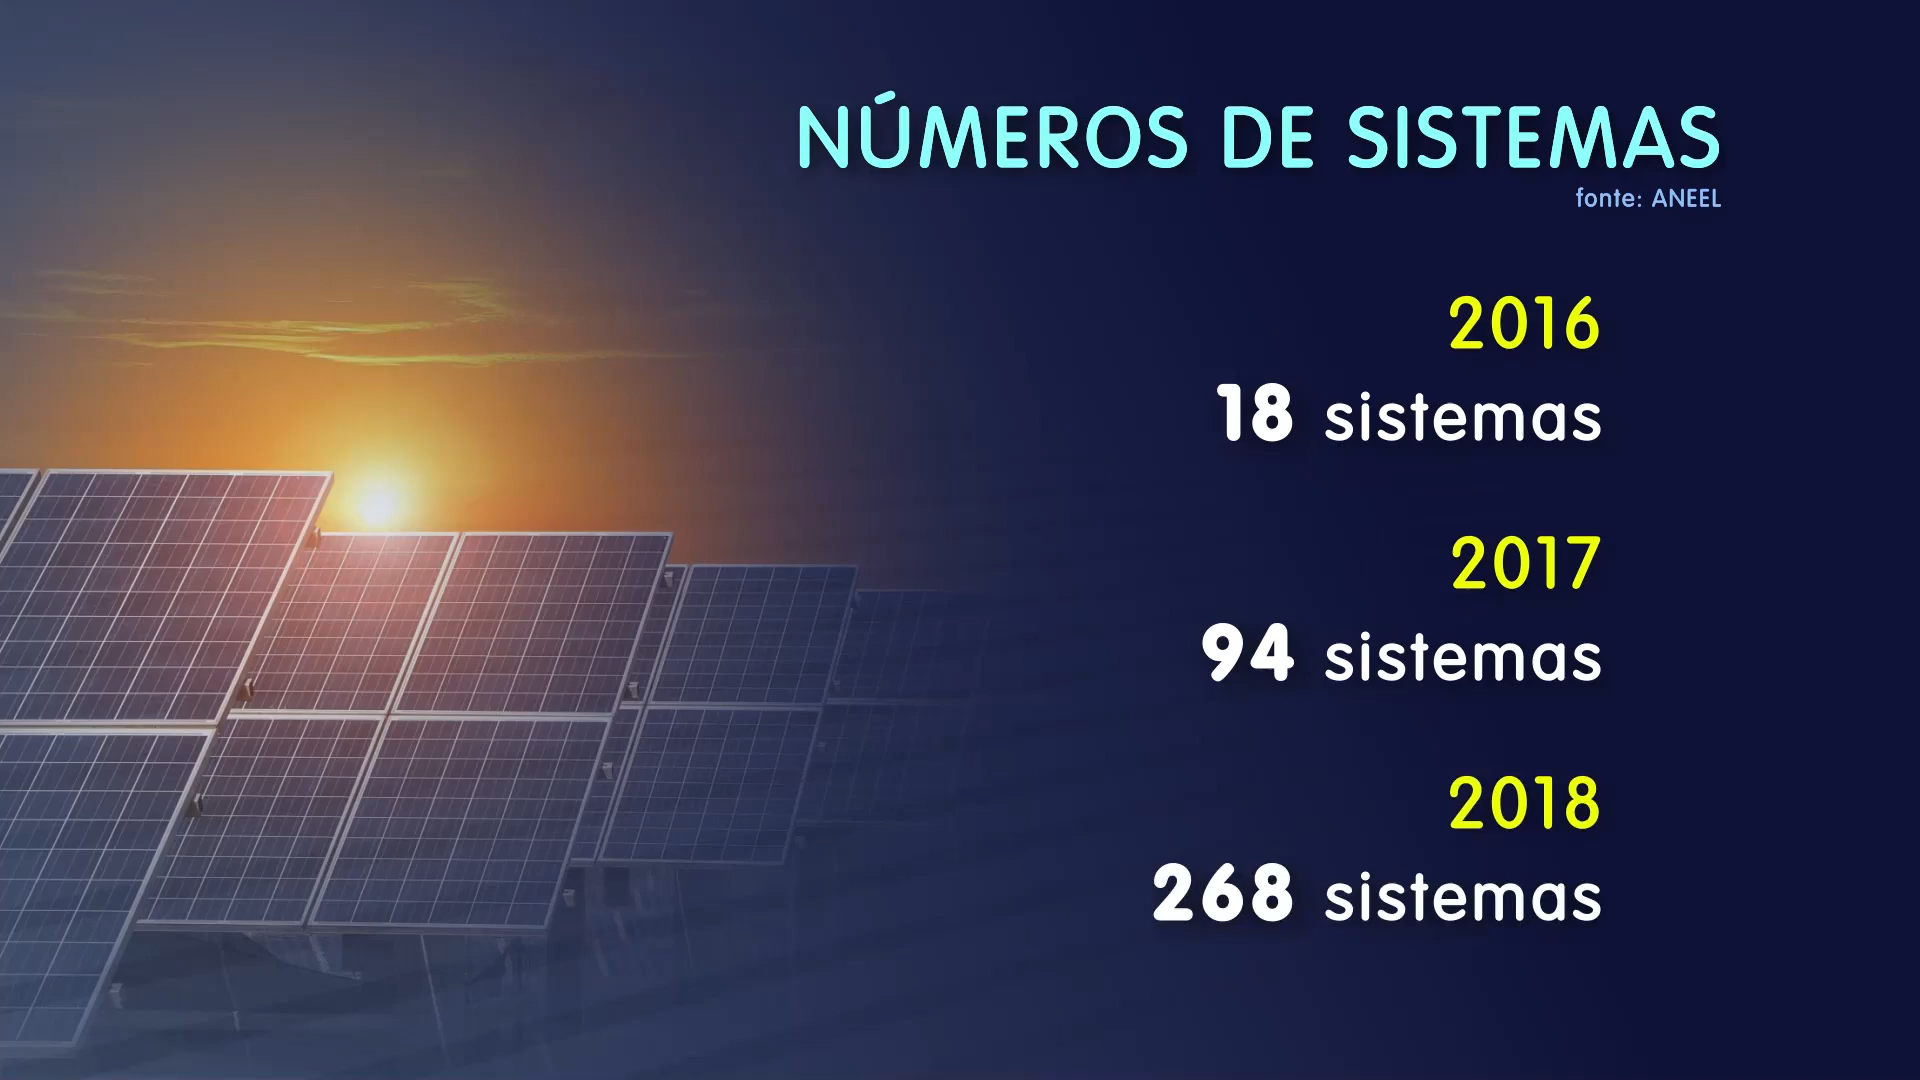 NÚMEROS DE SISTEMAS
fonte: ANEEL
2016
18 sistemas
2017
94 sistemas
2018
268 sistemas